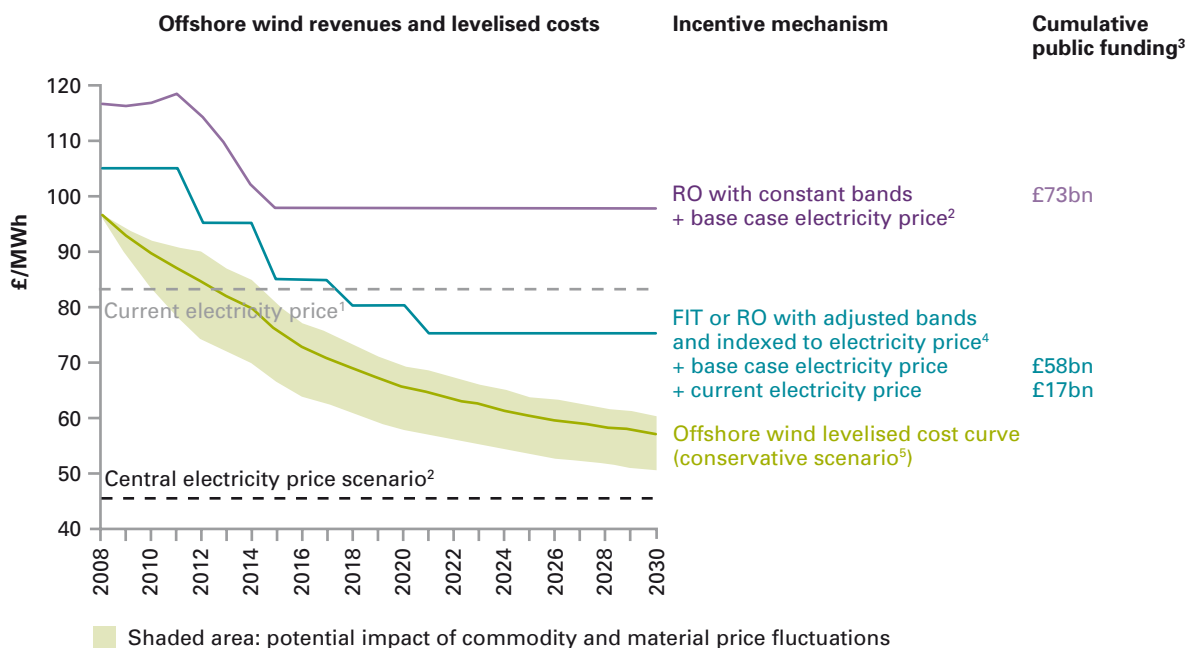 Offshore wind revenues and levelised costs
Incentive mechanism
Cumulative
public funding³
£/MWh
120
110
100
90
80
70
60
50
40
Current electricity price¹
Central electricity price scenario²
2008
2010
2012
2014
2016
2018
2020
2022
2024
2026
2028
2030
RO with constant bands
+ base case electricity price²
£73bn
FIT or RO with adjusted bands
and indexed to electricity price⁴
+ base case electricity price
£58bn
+ current electricity price
£17bn
Offshore wind levelised cost curve
(conservative scenario⁵)
Shaded area: potential impact of commodity and material price fluctuations